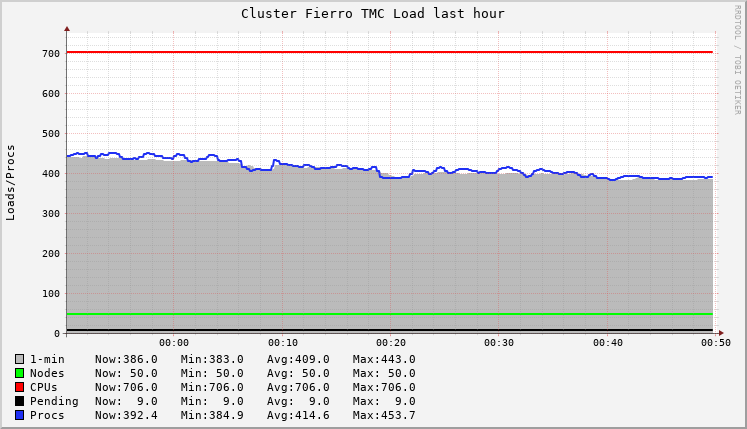 Cluster Fierro TMC Load last hour
RRDTOOL / TOBI OETIKER
Loads/Procs
700
600
500
400
300
200
100
0
00:00 00:10 00:20 00:30 00:40 00:50
1-min Now:386.0 Min:383.0 Avg:409.0 Max:443.0
Nodes Now: 50.0 Min: 50.0 Avg: 50.0 Max: 50.0
CPUs Now:706.0 Min:706.0 Avg:706.0 Max:706.0
Pending Now: 9.0 Min: 9.0 Avg: 9.0 Max: 9.0
Procs Now:392.4 Min:384.9 Avg:414.6 Max:453.7